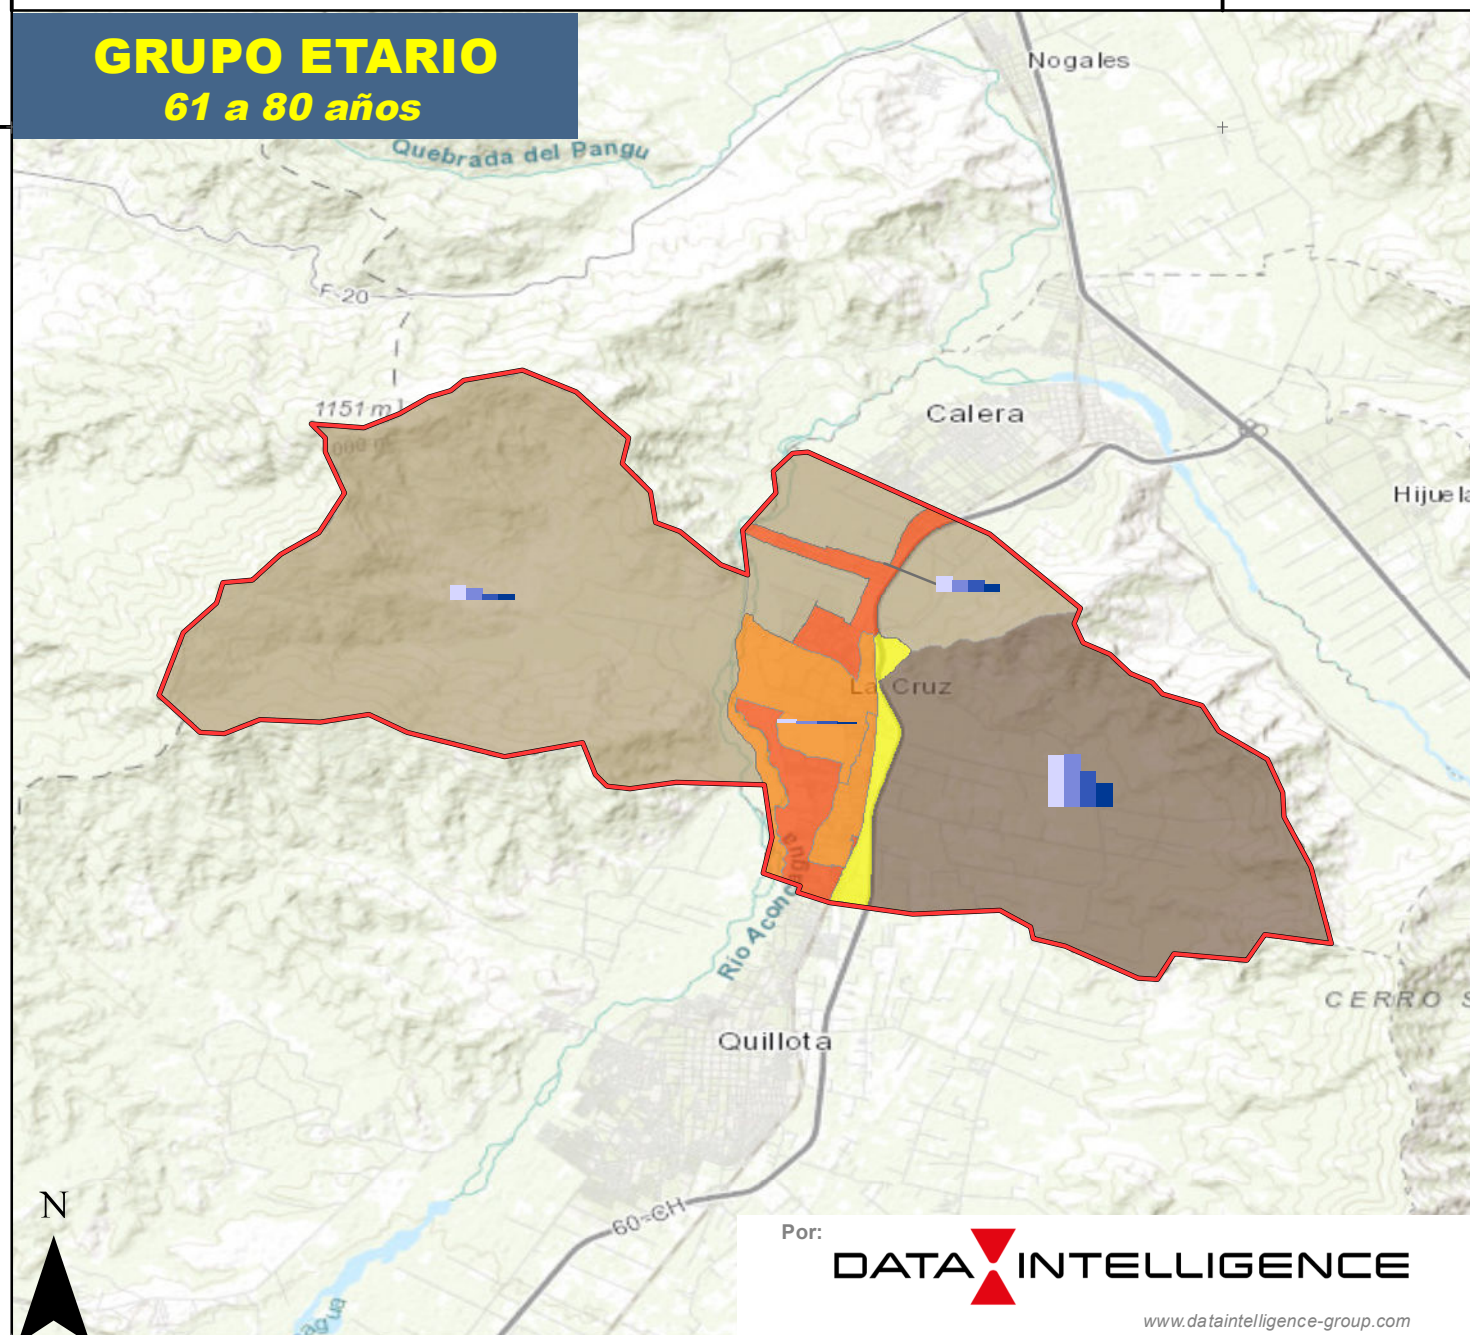 GRUPO ETARIO
61 a 80 años
Nogales
Quebrada del Pangu
F-20
1151 m
Calera
Hijuela
La Cruz
Río Aconcagua
CERRO S
Quillota
60-CH
N
agua
Por:
DATA INTELLIGENCE
www.dataintelligence-group.com